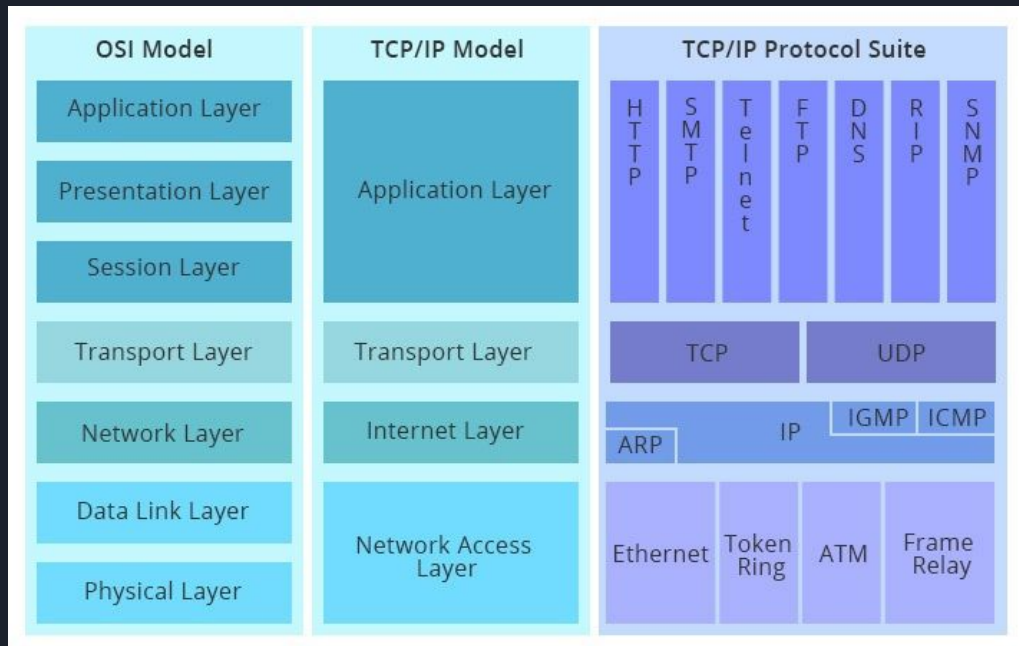 OSI Model
Application Layer
Presentation Layer
Session Layer
Transport Layer
Network Layer
Data Link Layer
Physical Layer
TCP/IP Model
Application Layer
Transport Layer
Internet Layer
Network Access
Layer
TCP/IP Protocol Suite
HTTP
SMTP
Telnet
FTP
DNS
RIP
SNMP
TCP
UDP
IP
IGMP
ICMP
ARP
Ethernet
Token
Ring
ATM
Frame
Relay